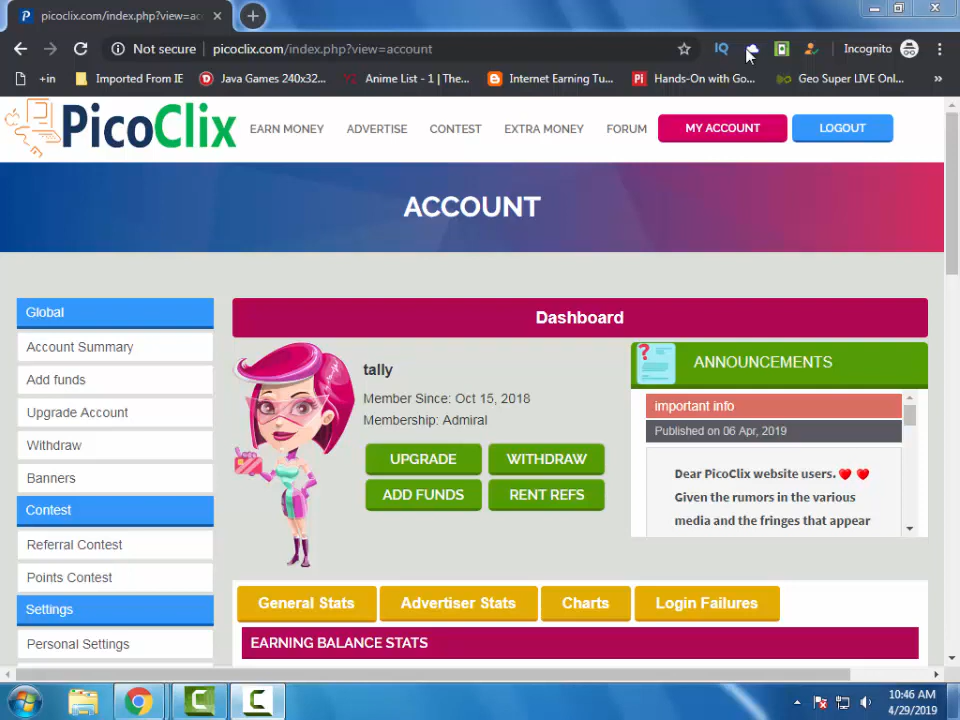 picoclix.com/index.php?view=acc
Not secure picoclix.com/index.php?view=account Incognito
+in Imported From IE Java Games 240x32... Anime List - 1 | The... Internet Earning Tu... Hands-On with Go... Geo Super LIVE Onl... »
PicoClix EARN MONEY ADVERTISE CONTEST EXTRA MONEY FORUM MY ACCOUNT LOGOUT
ACCOUNT
Global
Account Summary
Add funds
Upgrade Account
Withdraw
Banners
Contest
Referral Contest
Points Contest
Settings
Personal Settings
Dashboard
tally
Member Since: Oct 15, 2018
Membership: Admiral
UPGRADE WITHDRAW
ADD FUNDS RENT REFS
ANNOUNCEMENTS
important info
Published on 06 Apr, 2019
Dear PicoClix website users.
Given the rumors in the various
media and the fringes that appear
General Stats Advertiser Stats Charts Login Failures
EARNING BALANCE STATS
10:46 AM
4/29/2019